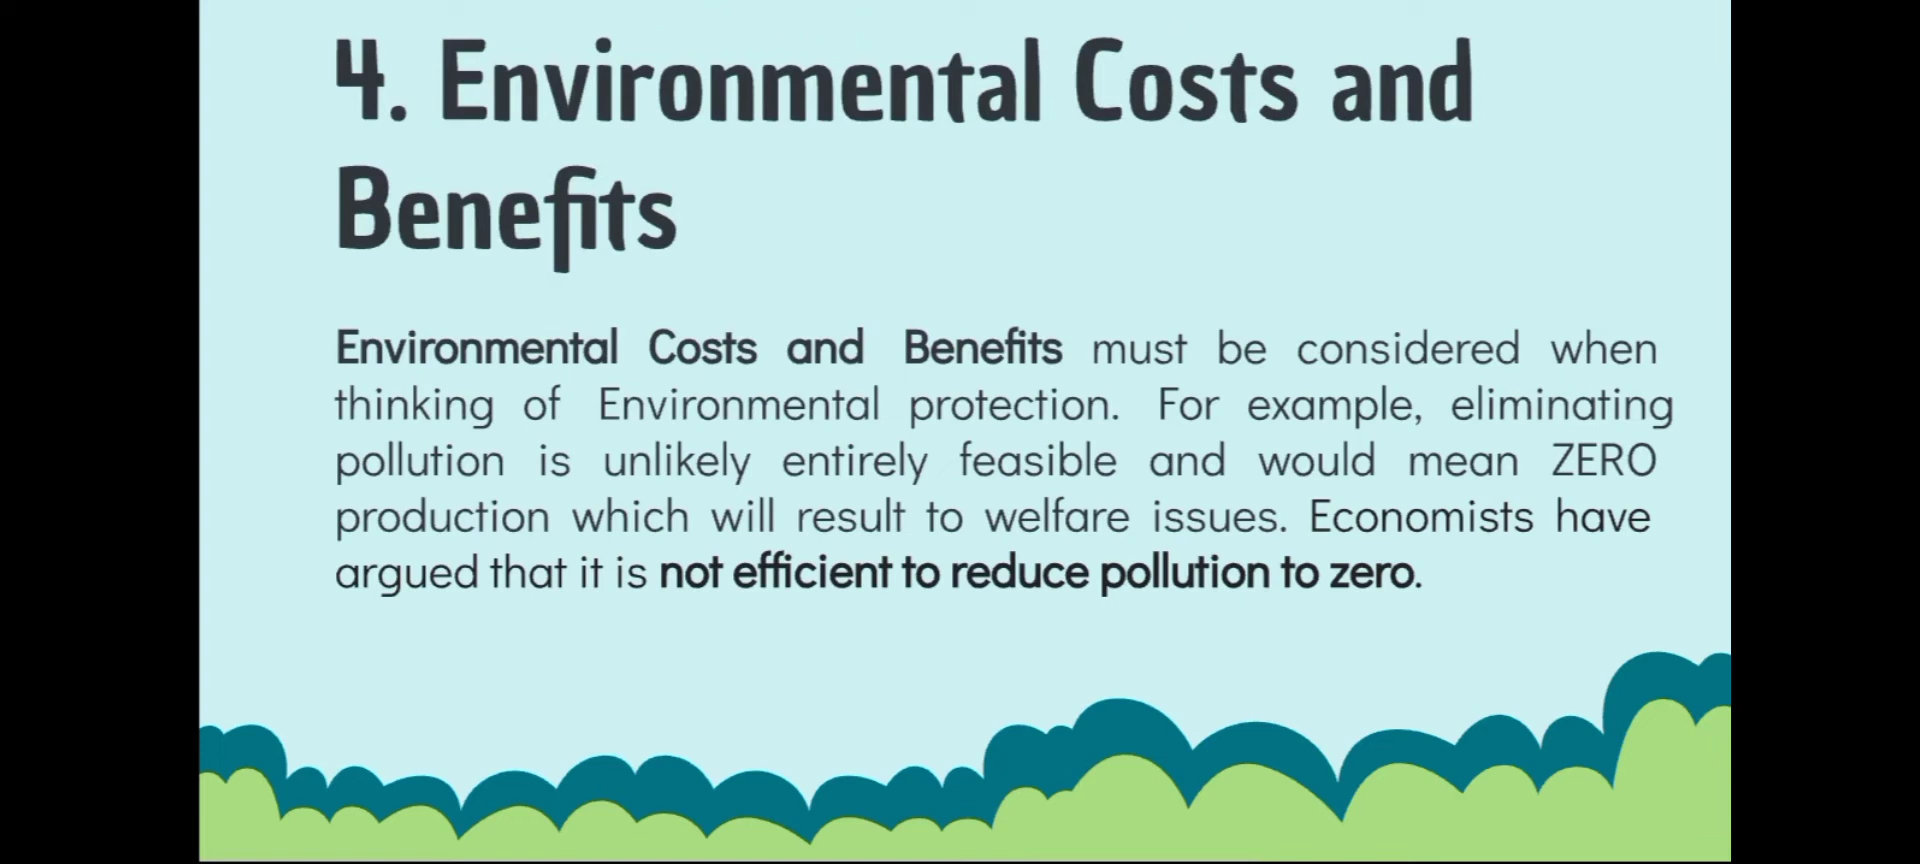 4. Environmental Costs and
Benefits
Environmental Costs and Benefits must be considered when
thinking of Environmental protection. For example, eliminating
pollution is unlikely entirely feasible and would mean ZERO
production which will result to welfare issues. Economists have
argued that it is not efficient to reduce pollution to zero.